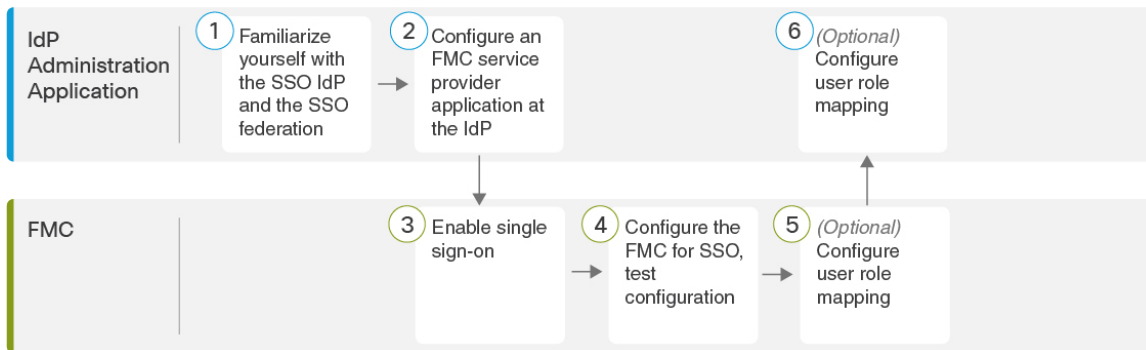 IdP
Administration
Application
1
Familiarize
yourself with
the SSO IdP
and the SSO
federation
2
Configure an
FMC service
provider
application at
the IdP
6
(Optional)
Configure
user role
mapping
FMC
3
Enable single
sign-on
4
Configure the
FMC for SSO,
test
configuration
5
(Optional)
Configure
user role
mapping